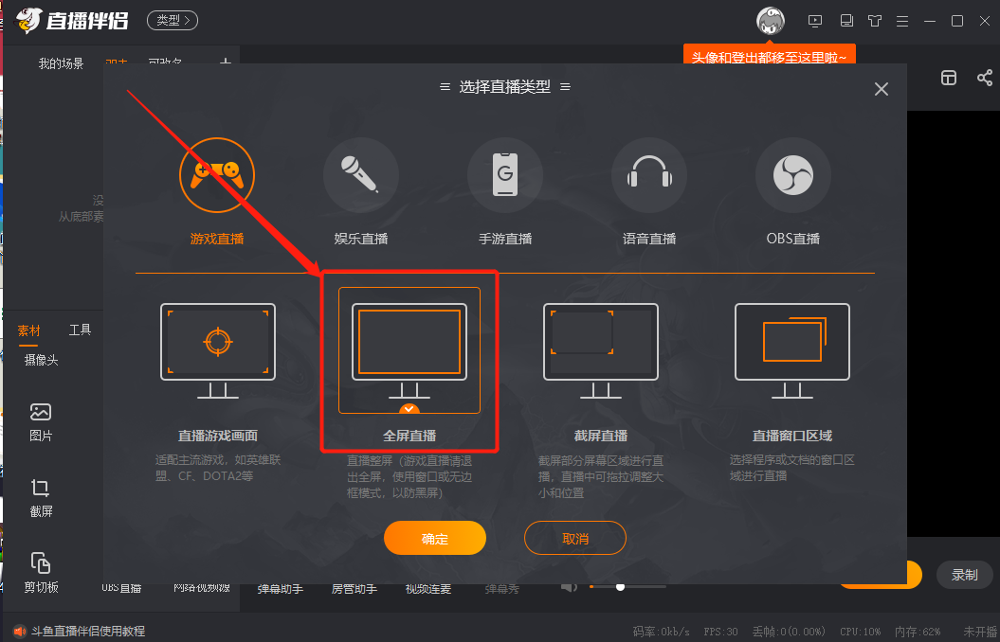 直播伴侣
类型
头像和登出都移至这里啦~
我的场景
+
选择直播类型
游戏直播
娱乐直播
手游直播
G
语音直播
OBS直播
没
从底部素
素材
工具
摄像头
图片
截屏
剪切板
直播游戏画面
适配主流游戏，如英雄联
盟、CF、DOTA2等
全屏直播
直播整屏（游戏直播请退
出全屏，使用窗口或无边
框模式，以防黑屏）
截屏直播
截屏部分屏幕区域进行直
播，直播中可拖拉调整大
小和位置
直播窗口区域
选择程序或文档的窗口区
域进行直播
确定
取消
OBS直播
网络视频源
弹幕助手
房管助手
视频连麦
弹幕秀
录制
斗鱼直播伴侣使用教程
码率:0kb/s
FPS:30
丢帧:0(0.00%)
CPU:10%
内存:62%
未开播